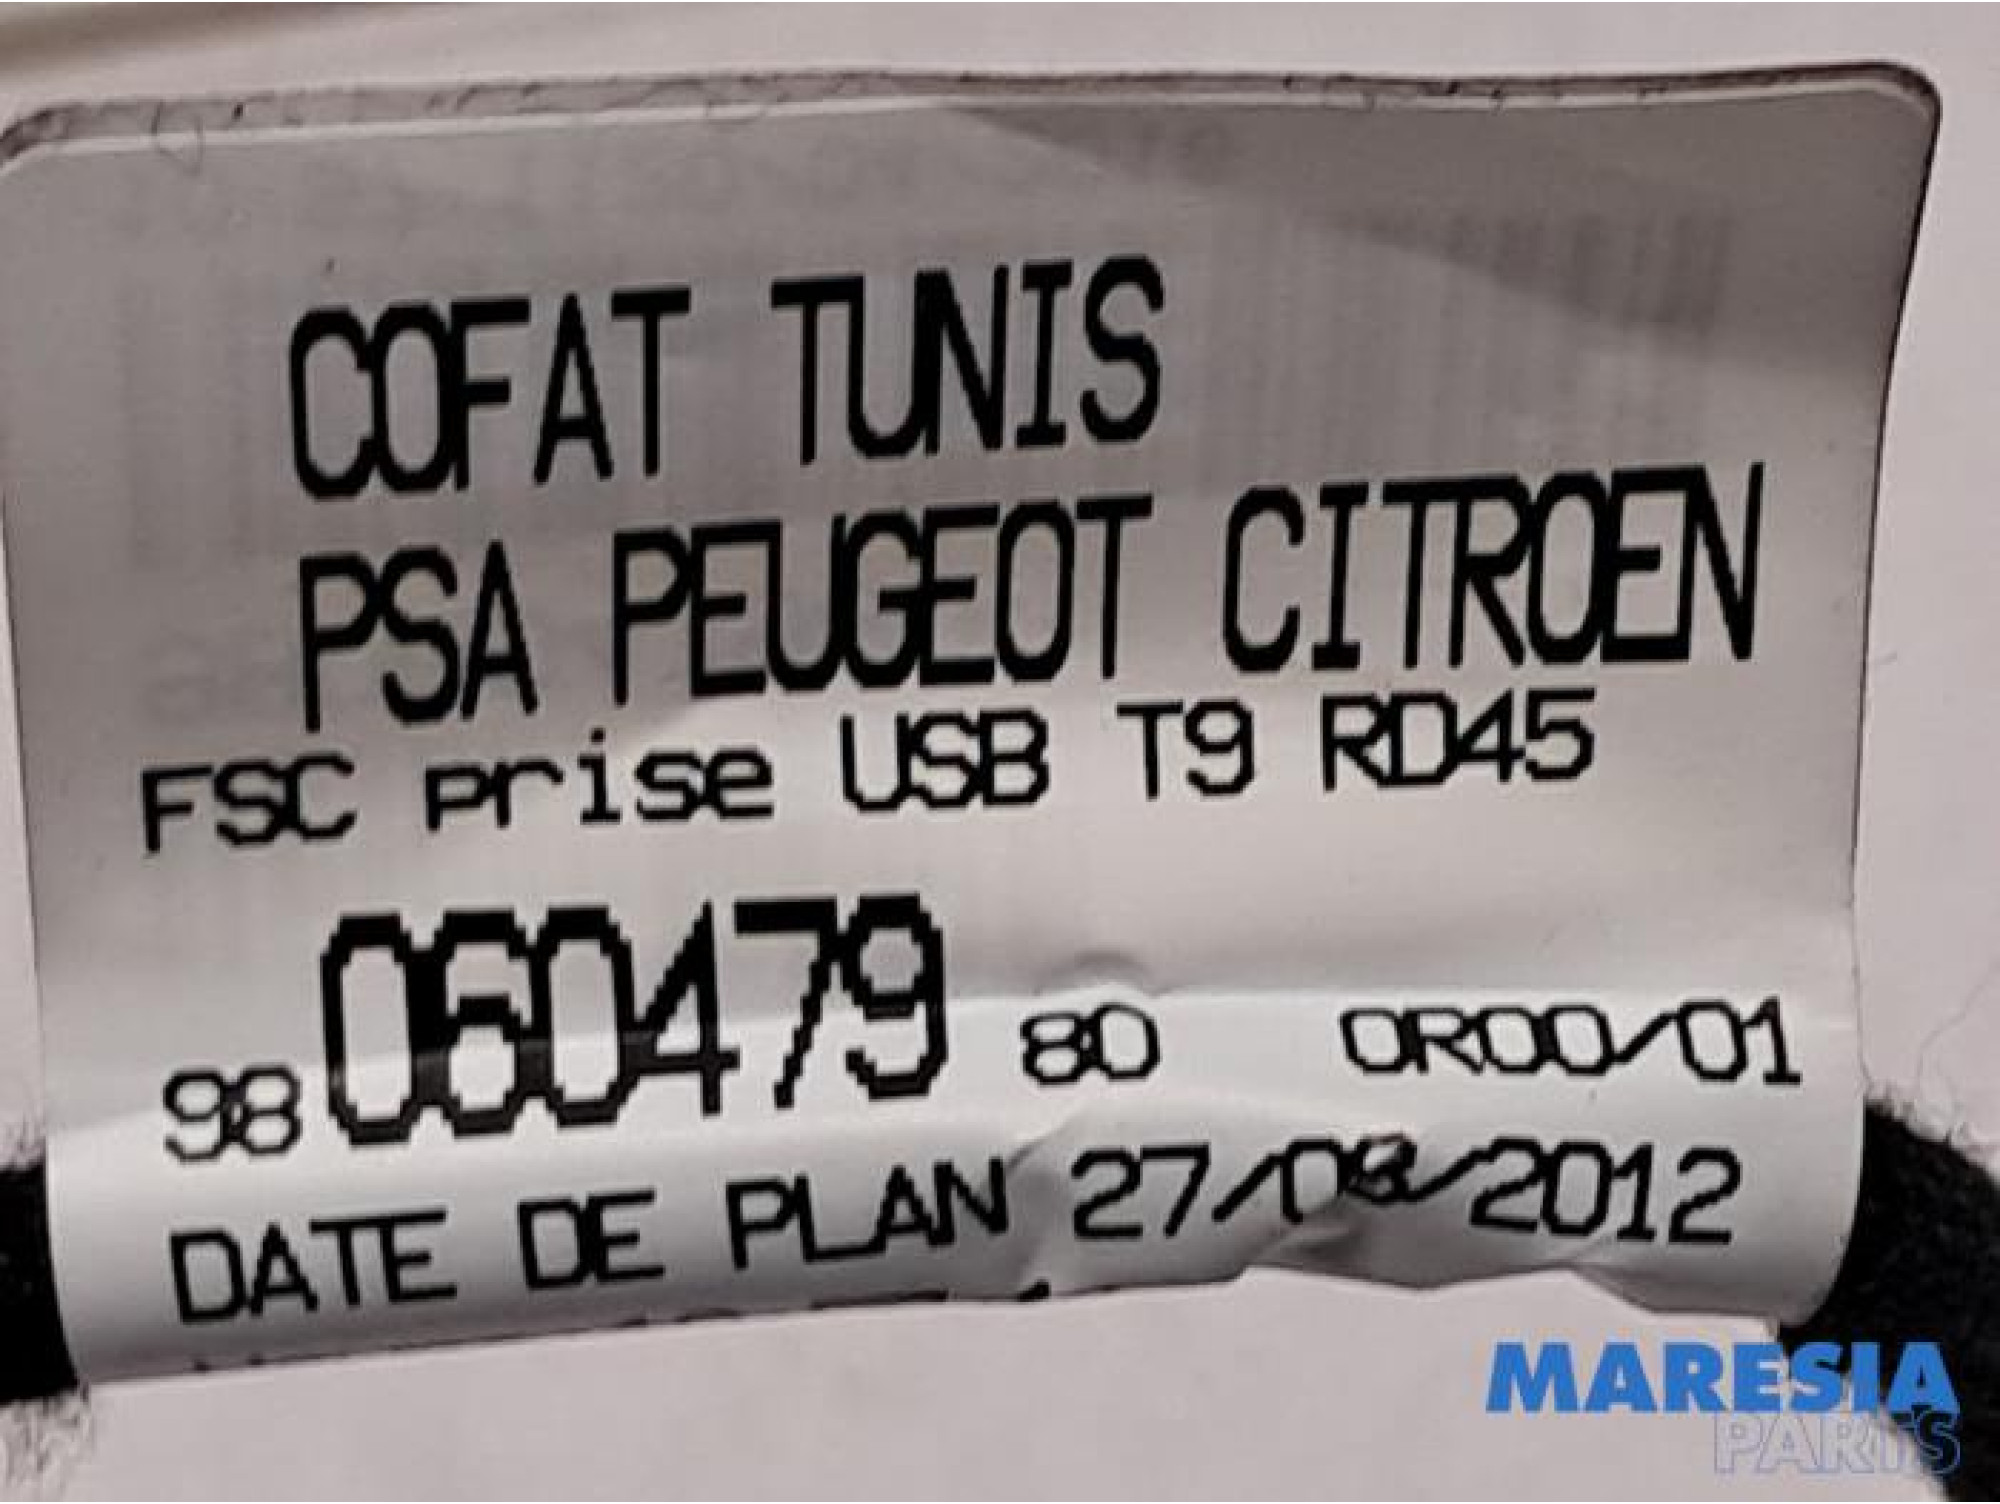 COFAT TUNIS
PSA PEUGEOT CITROEN
FSC prise USB T9 RD45
98 060479 80 OR00/01
DATE DE PLAN 27/08/2012
MARESIA
PARTS